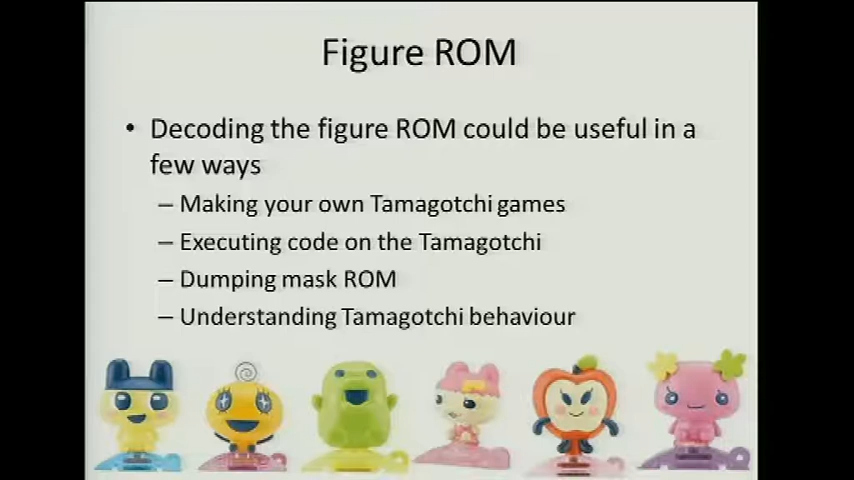 Figure ROM
• Decoding the figure ROM could be useful in a
few ways
– Making your own Tamagotchi games
– Executing code on the Tamagotchi
– Dumping mask ROM
– Understanding Tamagotchi behaviour